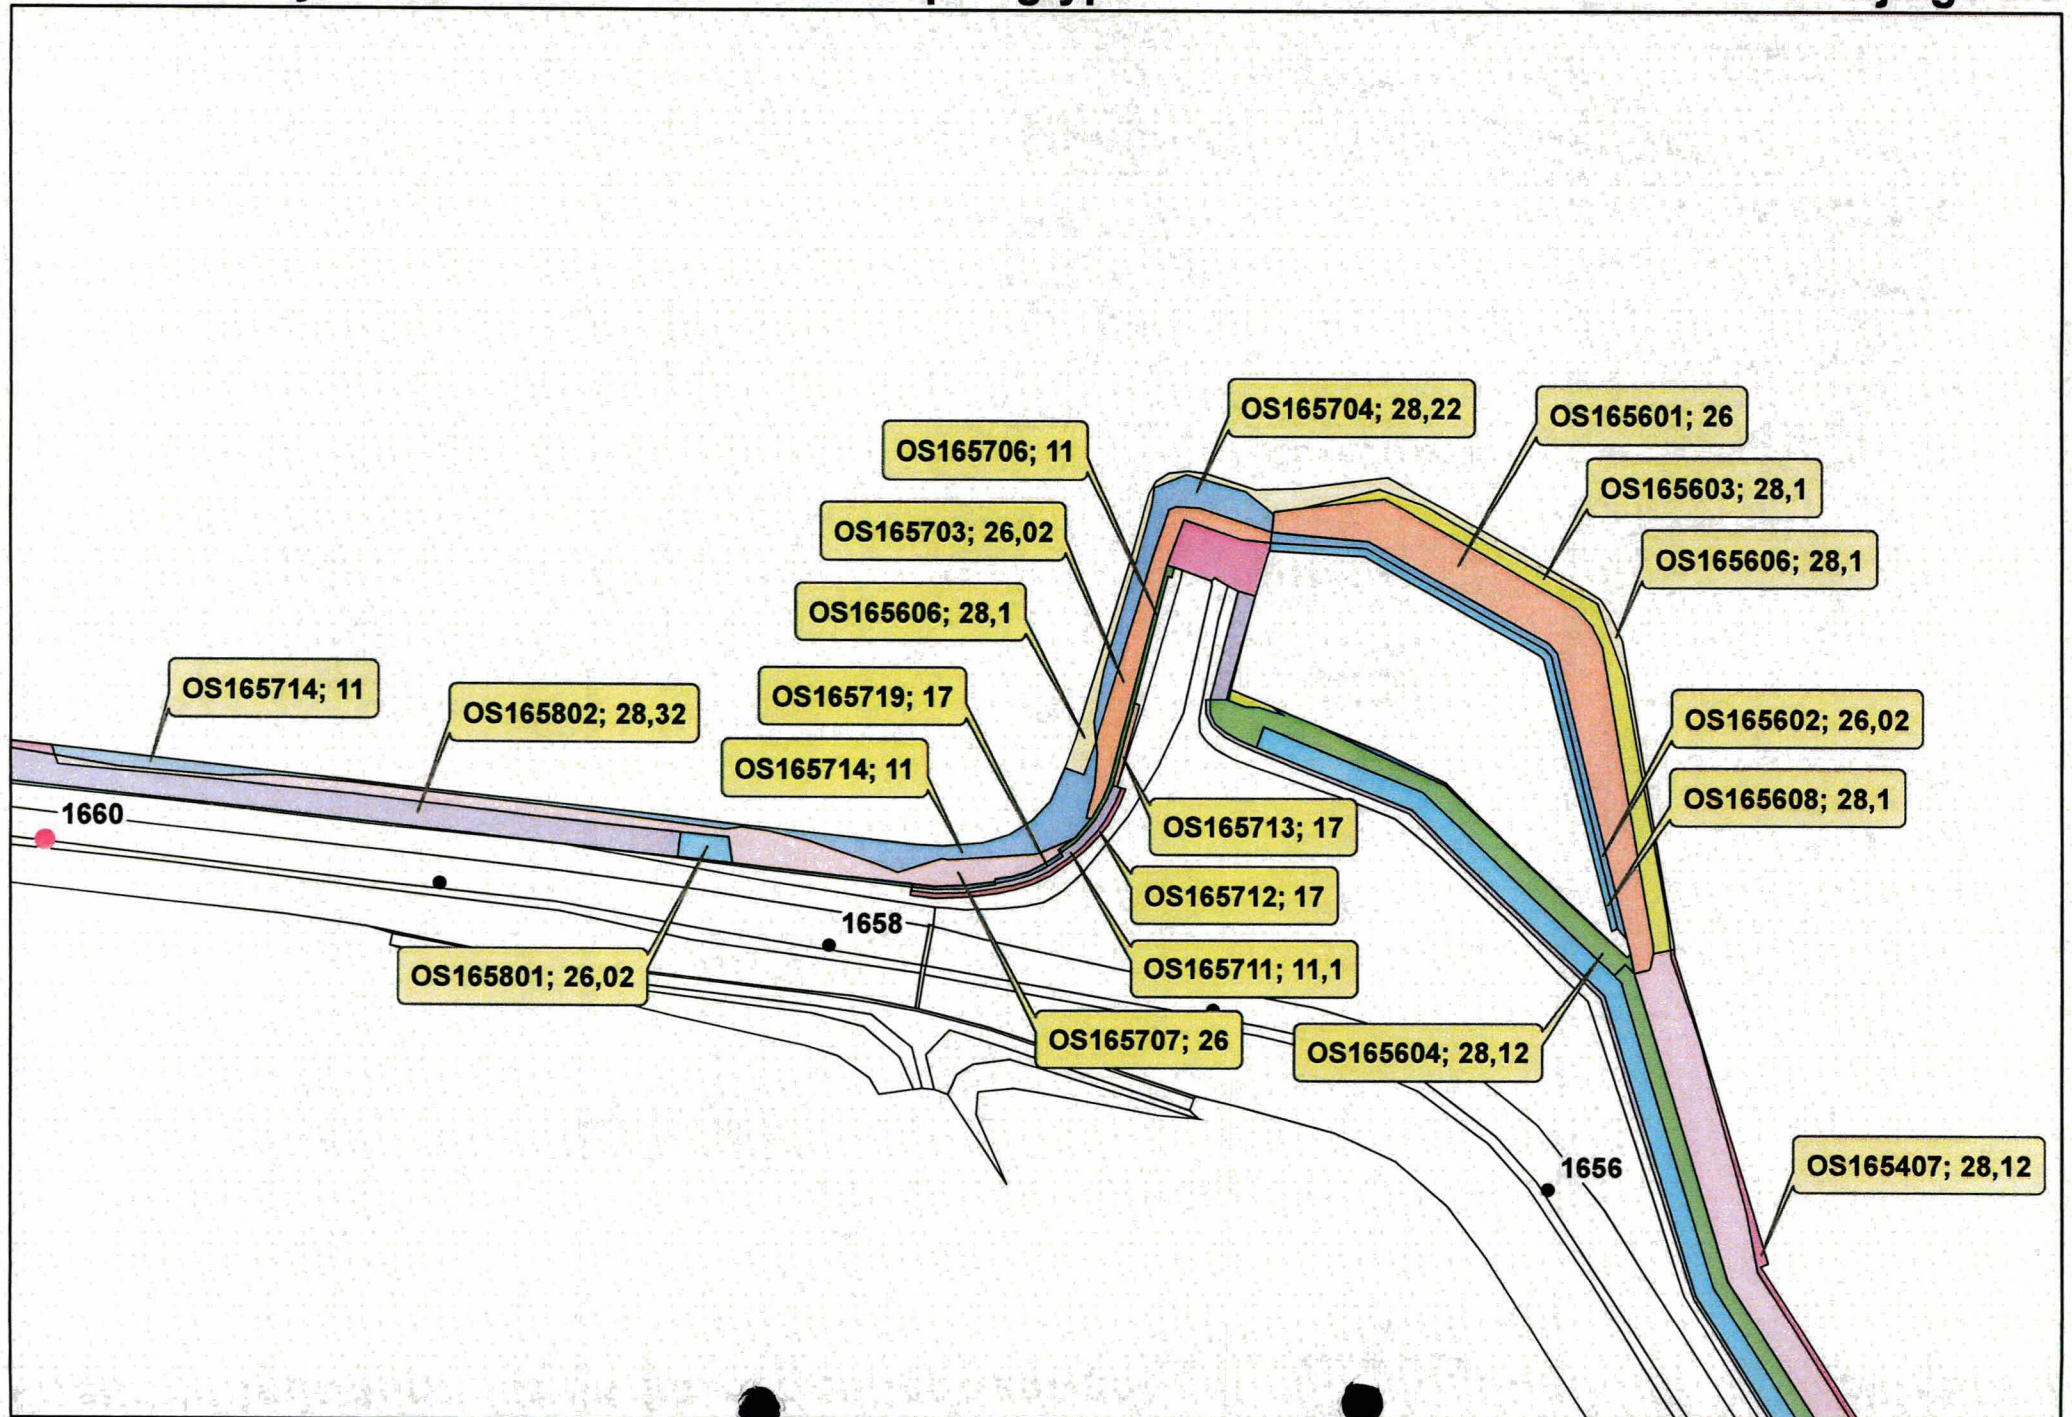 OS165704; 28,22
OS165601; 26
OS165706; 11
OS165603; 28,1
OS165703; 26,02
OS165606; 28,1
OS165606; 28,1
OS165714; 11
OS165719; 17
OS165802; 28,32
OS165602; 26,02
OS165714; 11
OS165608; 28,1
1660
OS165713; 17
OS165712; 17
1658
OS165801; 26,02
OS165711; 11,1
OS165707; 26
OS165604; 28,12
1656
OS165407; 28,12